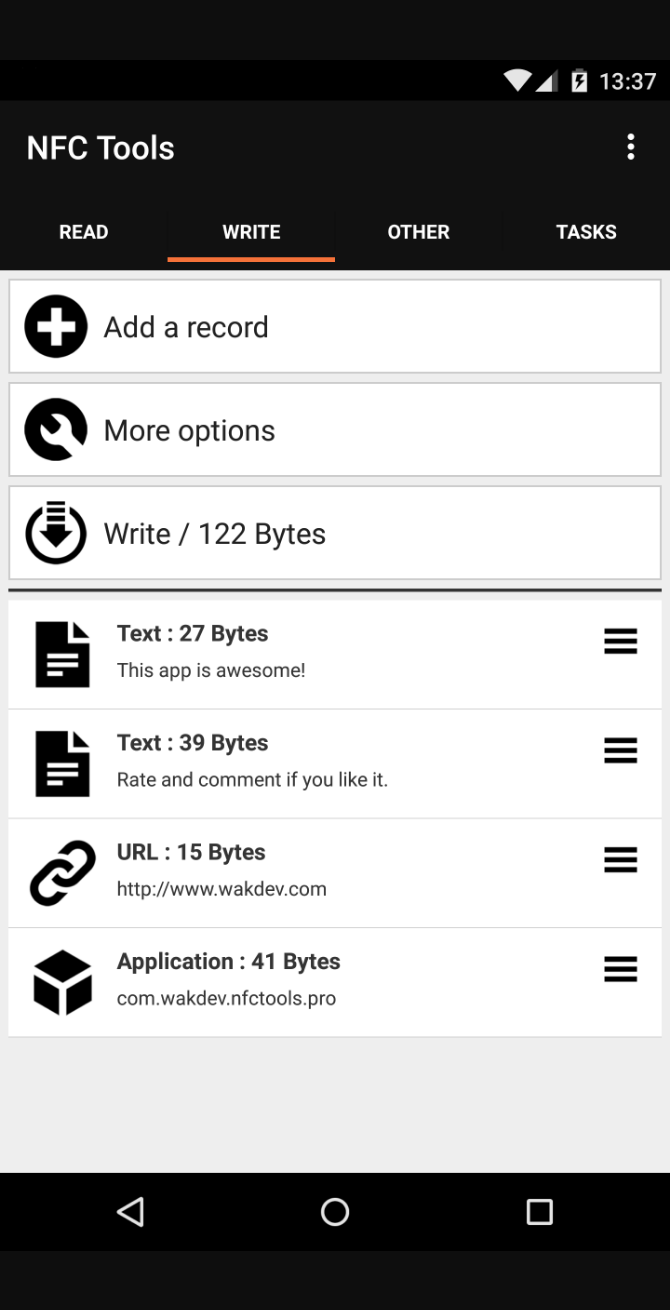 13:37
NFC Tools
READ WRITE OTHER TASKS
Add a record
More options
Write / 122 Bytes
Text : 27 Bytes
This app is awesome!
Text : 39 Bytes
Rate and comment if you like it.
URL : 15 Bytes
http://www.wakdev.com
Application : 41 Bytes
com.wakdev.nfctools.pro